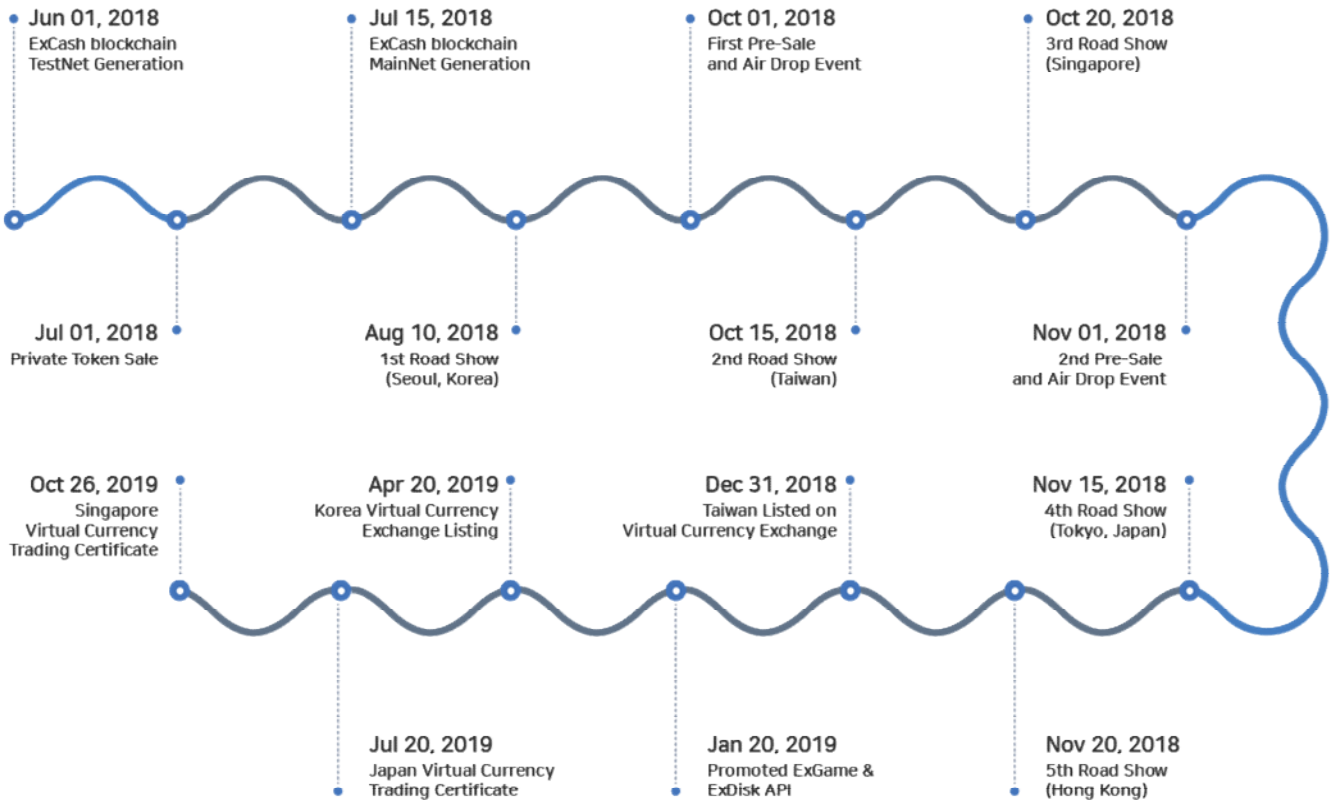 Jun 01, 2018
ExCash blockchain
TestNet Generation
Jul 15, 2018
ExCash blockchain
MainNet Generation
Oct 01, 2018
First Pre-Sale
and Air Drop Event
Oct 20, 2018
3rd Road Show
(Singapore)
Jul 01, 2018
Private Token Sale
Aug 10, 2018
1st Road Show
(Seoul, Korea)
Oct 15, 2018
2nd Road Show
(Taiwan)
Nov 01, 2018
2nd Pre-Sale
and Air Drop Event
Oct 26, 2019
Singapore
Virtual Currency
Trading Certificate
Apr 20, 2019
Korea Virtual Currency
Exchange Listing
Dec 31, 2018
Taiwan Listed on
Virtual Currency Exchange
Nov 15, 2018
4th Road Show
(Tokyo, Japan)
Jul 20, 2019
Japan Virtual Currency
Trading Certificate
Jan 20, 2019
Promoted ExGame &
ExDisk API
Nov 20, 2018
5th Road Show
(Hong Kong)